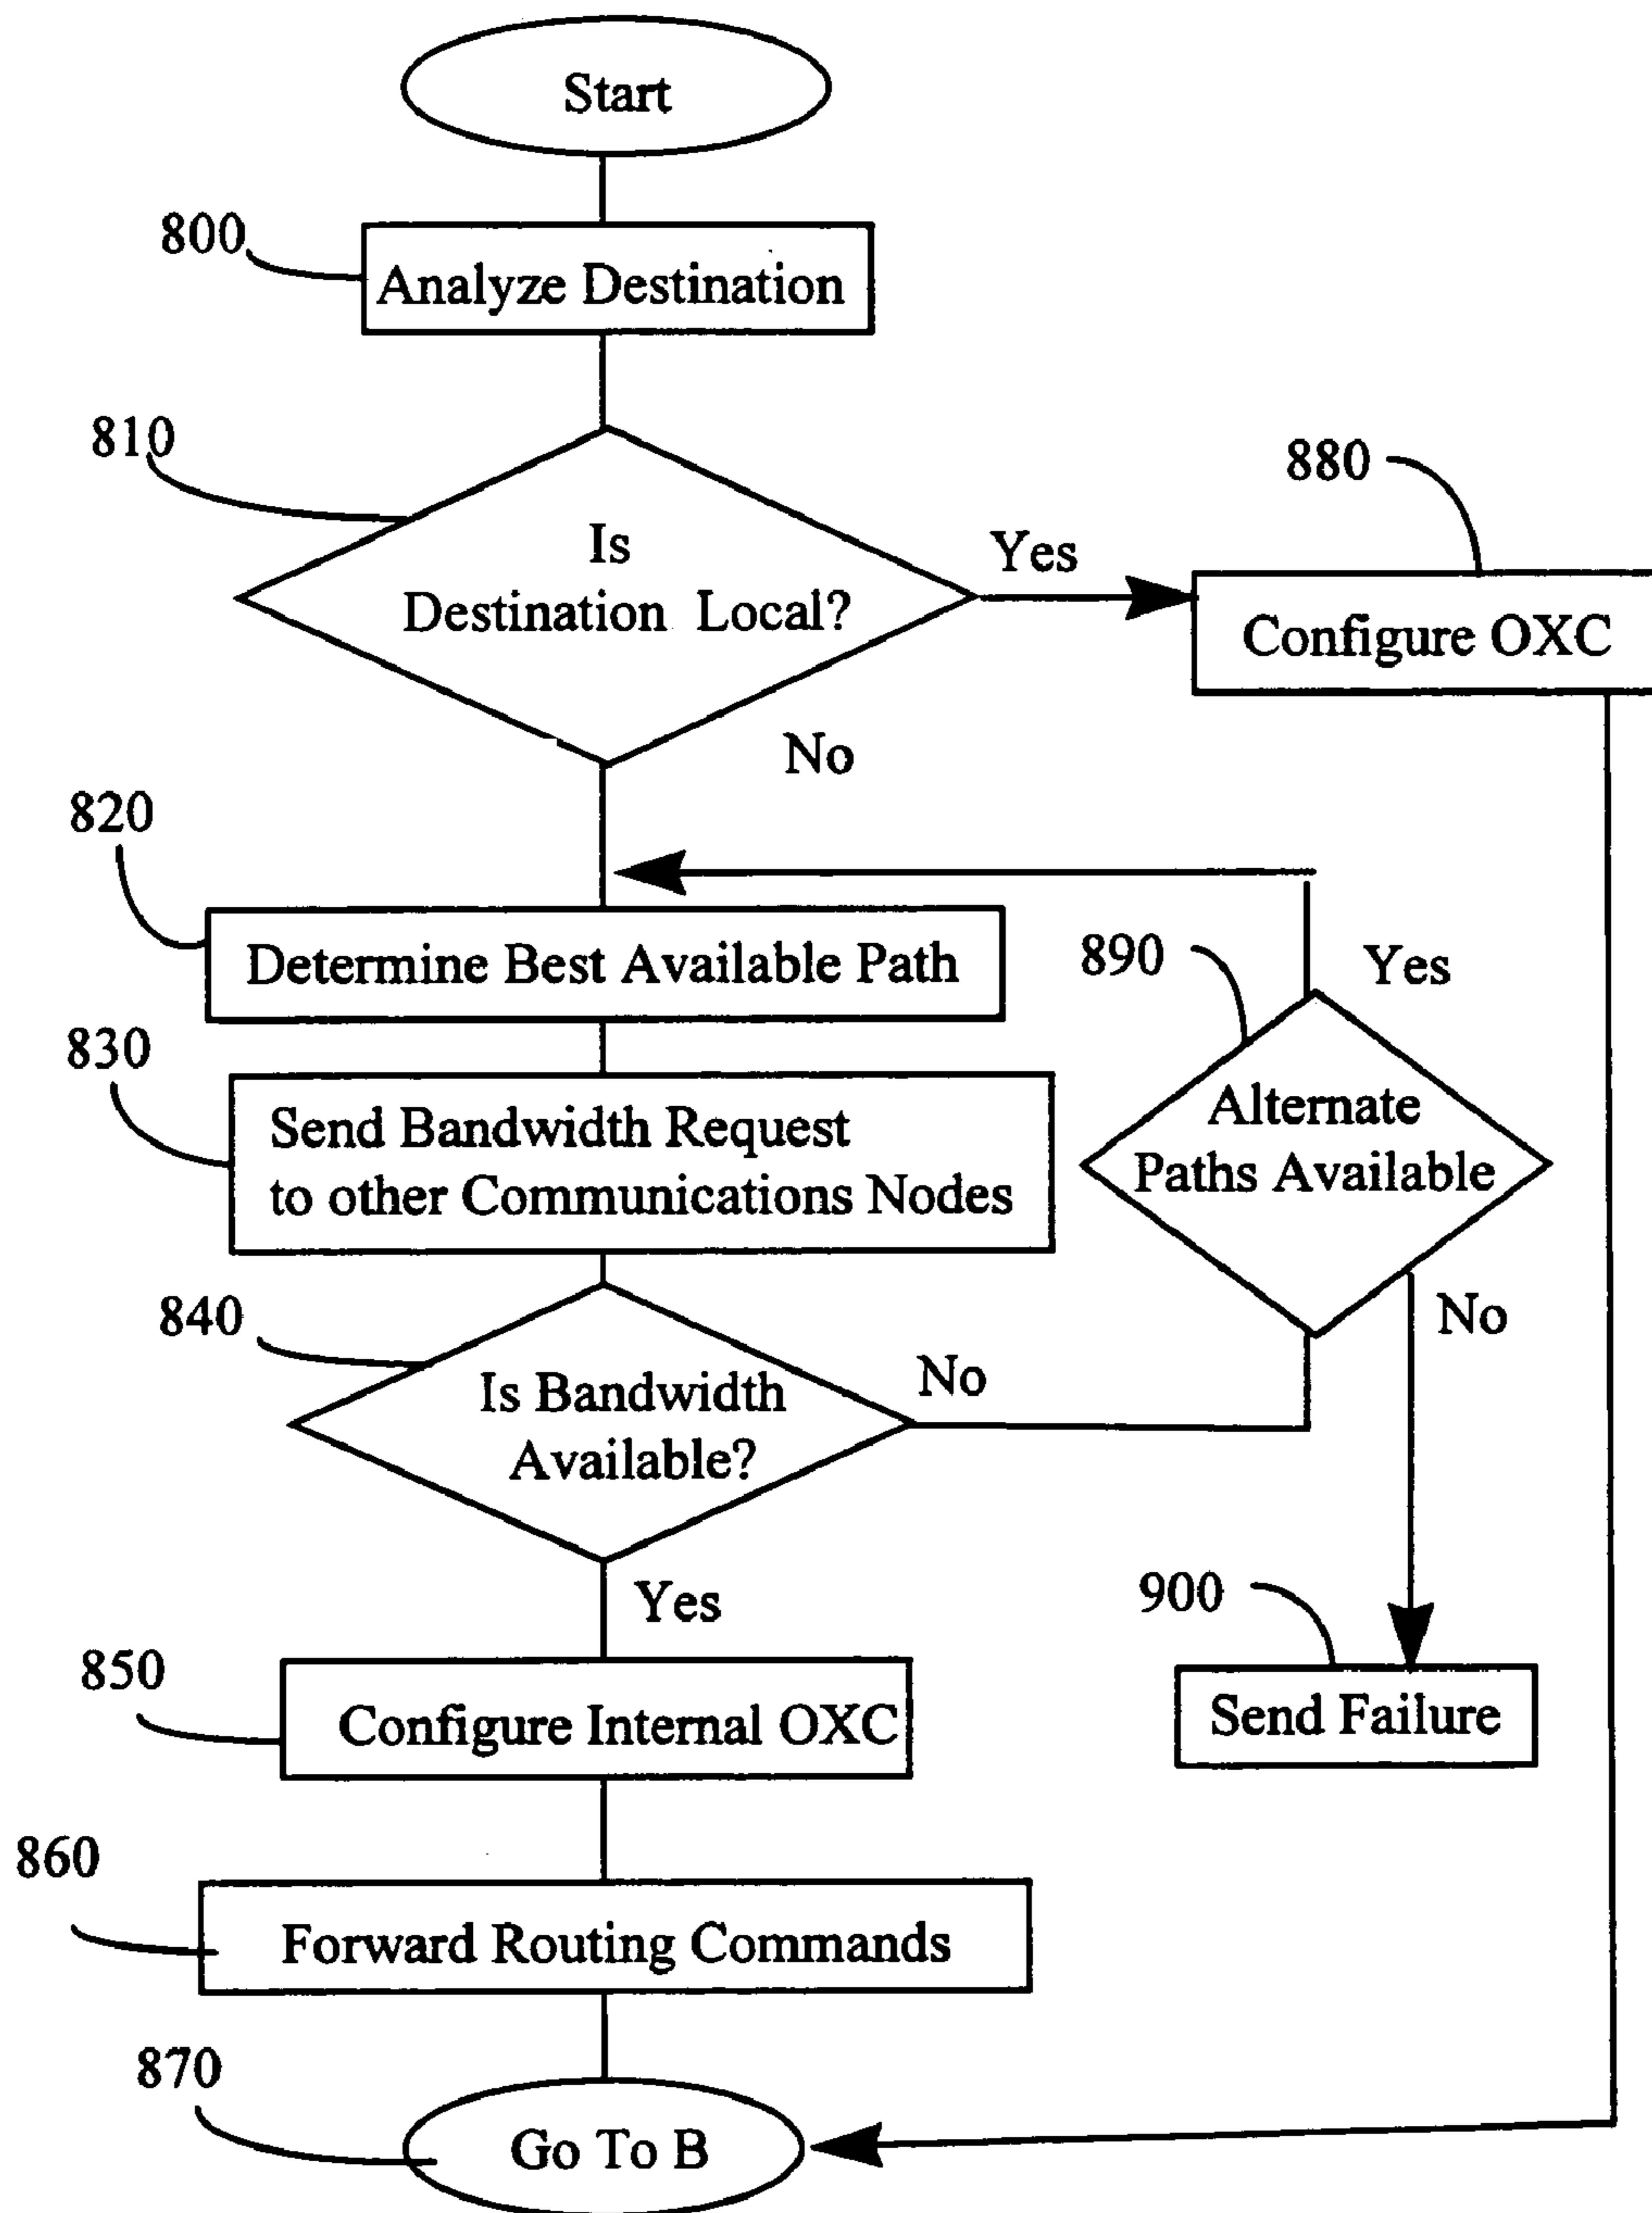 Start
800
Analyze Destination
810
Is
Destination Local?
Yes
880
Configure OXC
No
820
Determine Best Available Path
890
Yes
830
Send Bandwidth Request
to other Communications Nodes
Alternate
Paths Available
840
Is Bandwidth
Available?
No
No
Yes
850
Configure Internal OXC
900
Send Failure
860
Forward Routing Commands
870
Go To B